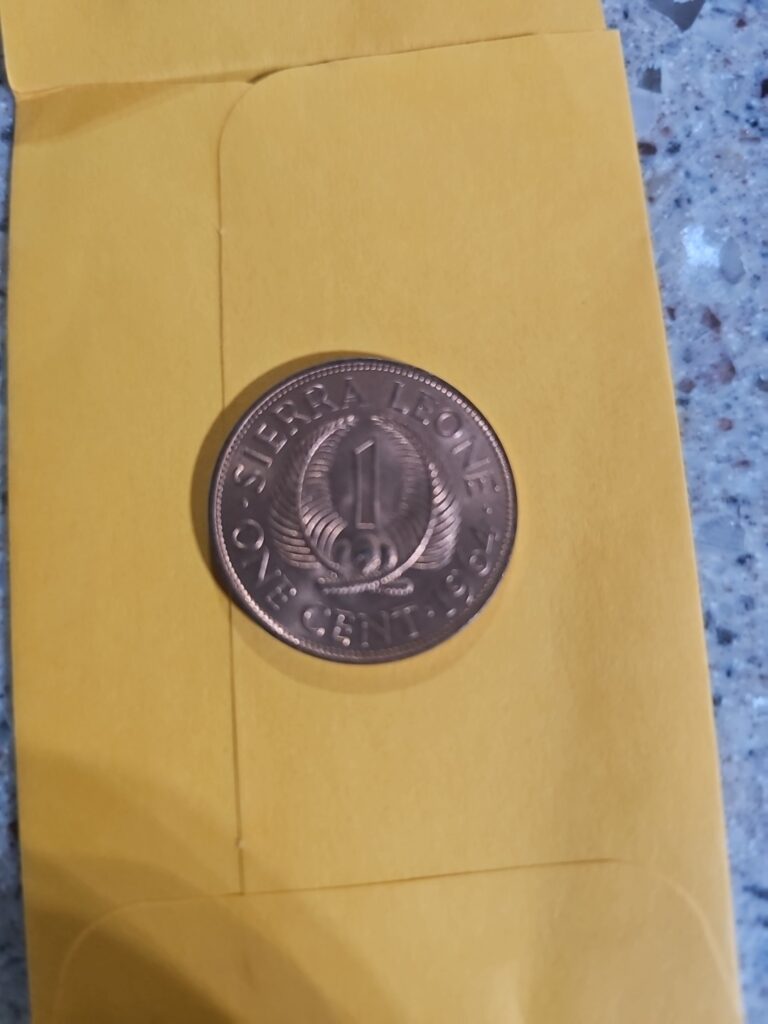 · SIERRA LEONE ·
1
ONE CENT · 1964